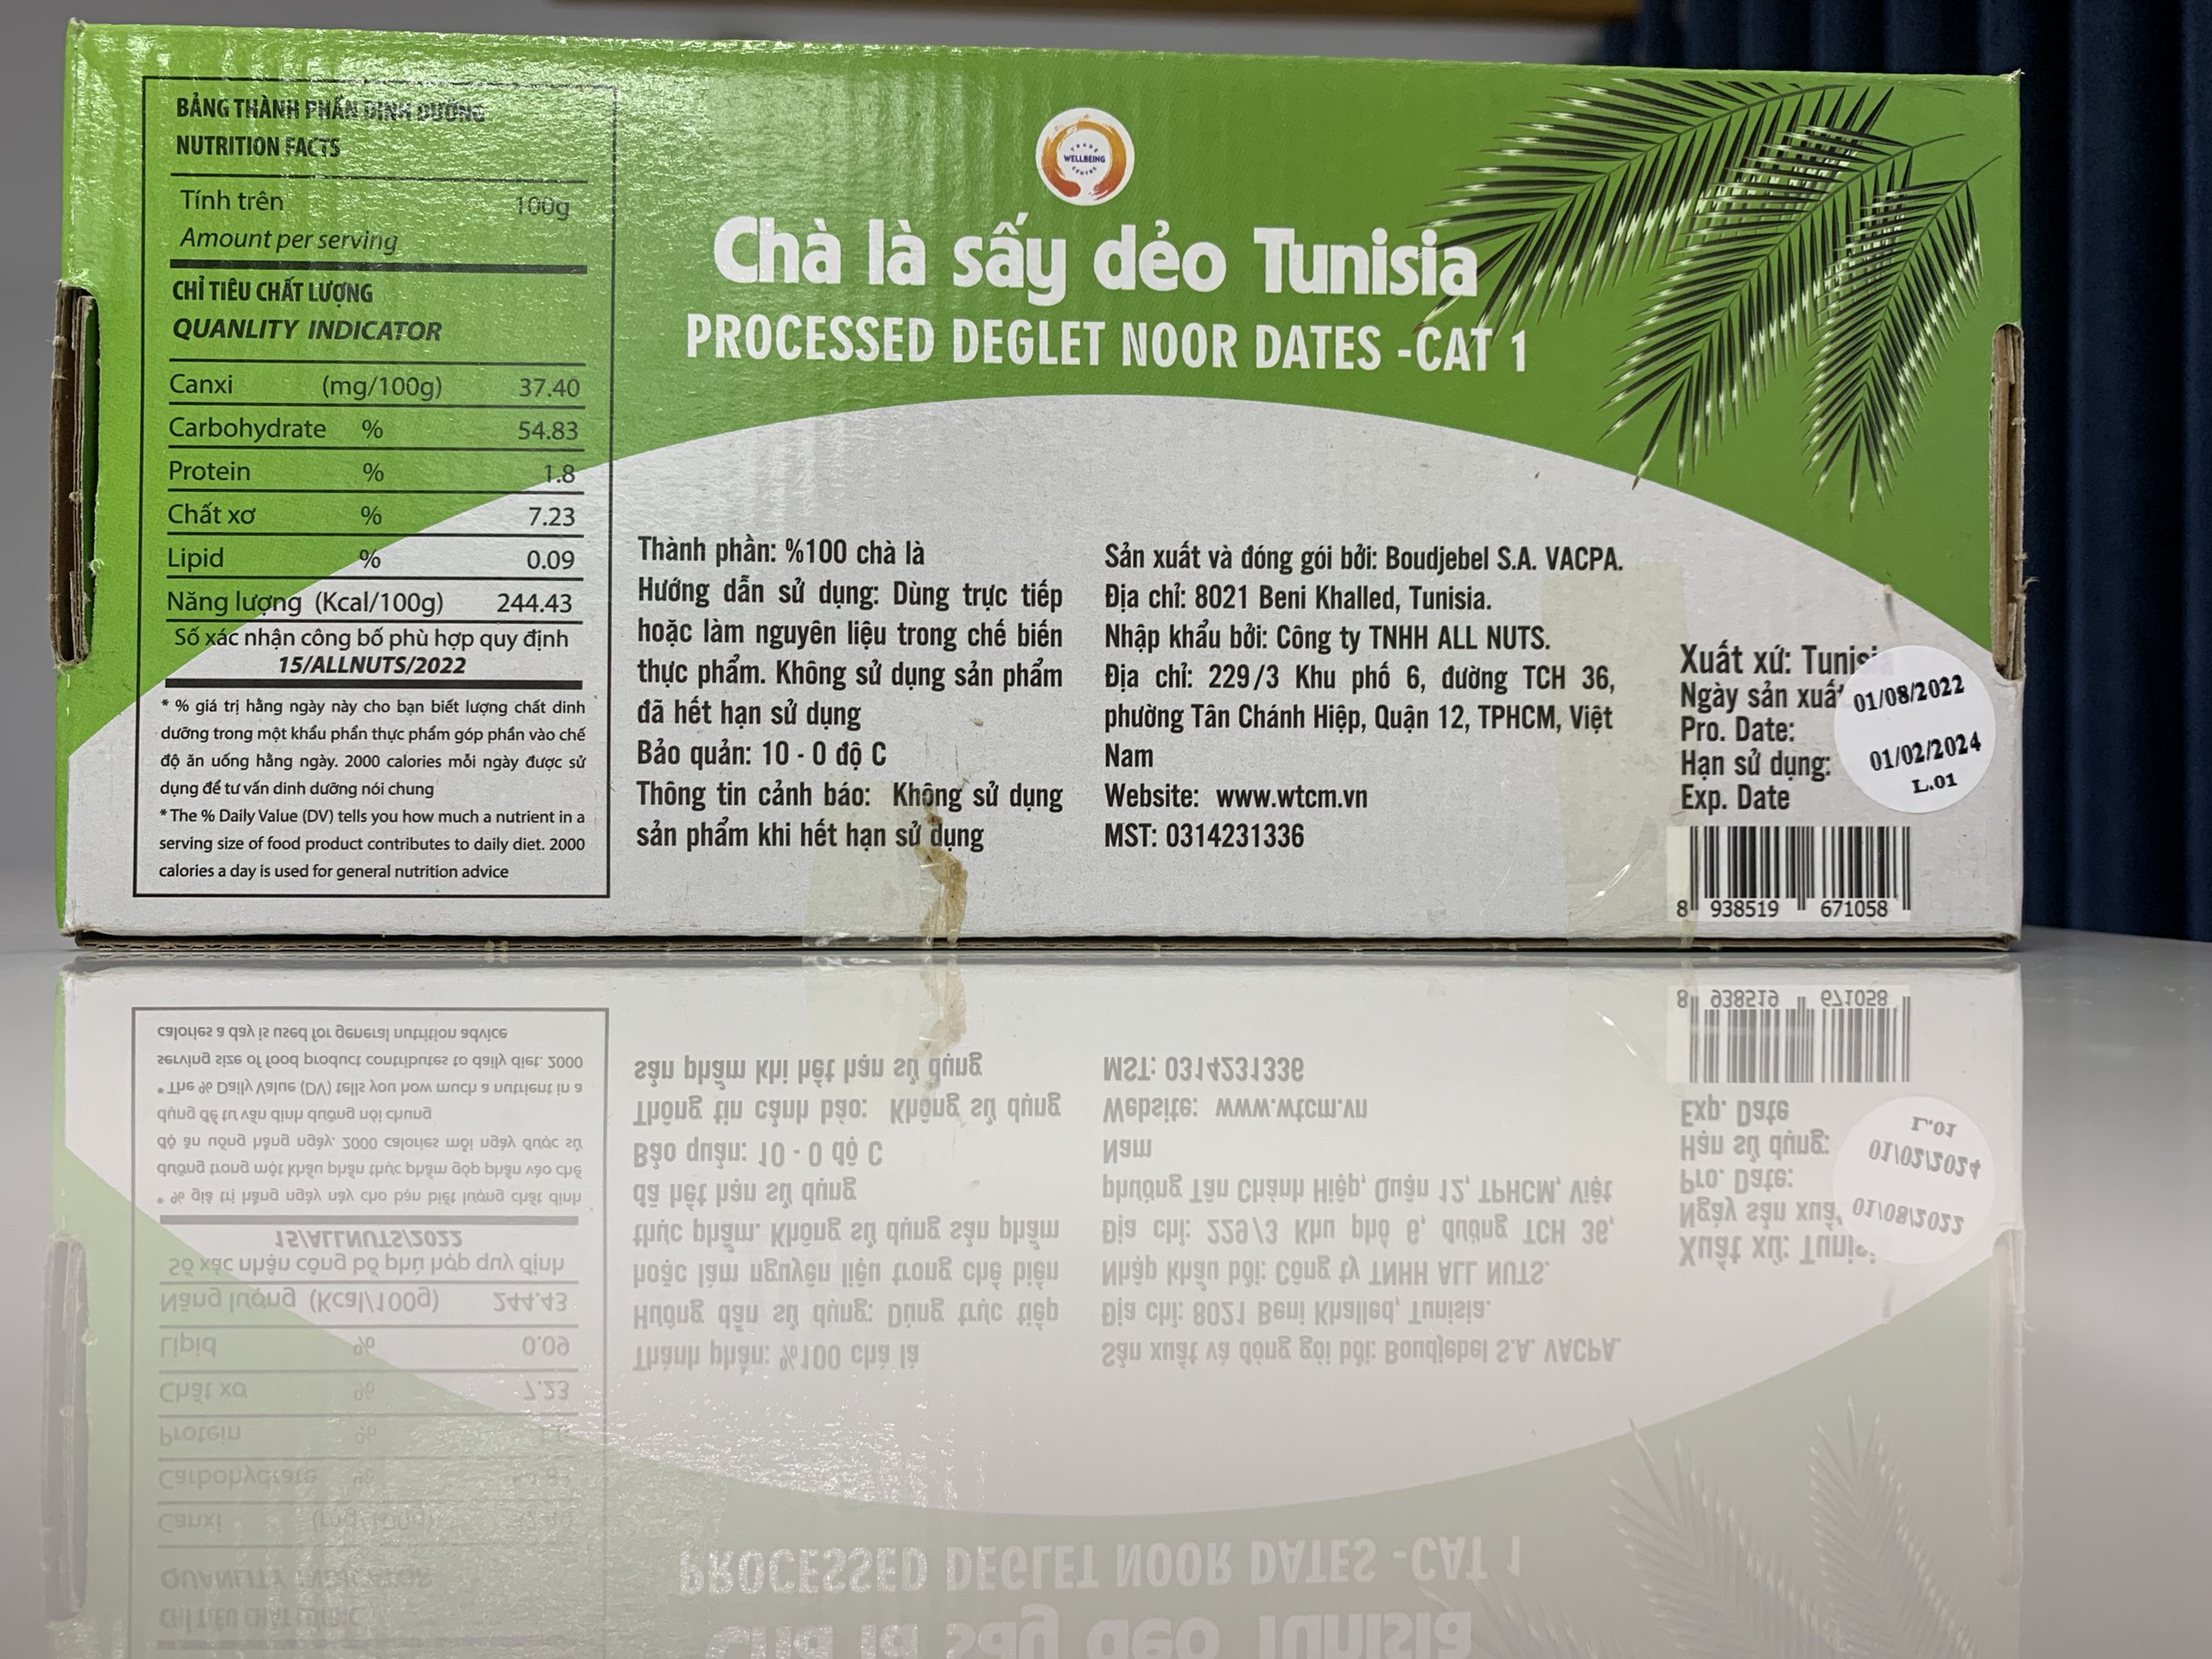 BẢNG THÀNH PHẦN DINH DƯỠNG
NUTRITION FACTS
Tính trên 100g
Amount per serving
CHỈ TIÊU CHẤT LƯỢNG
QUANLITY INDICATOR
Canxi (mg/100g) 37.40
Carbohydrate % 54.83
Protein % 1.8
Chất xơ % 7.23
Lipid % 0.09
Năng lượng (Kcal/100g) 244.43
Số xác nhận công bố phù hợp quy định
15/ALLNUTS/2022
* % giá trị hằng ngày này cho bạn biết lượng chất dinh
dưỡng trong một khẩu phần thực phẩm góp phần vào chế
độ ăn uống hằng ngày. 2000 calories mỗi ngày được sử
dụng để tư vấn dinh dưỡng nói chung
* The % Daily Value (DV) tells you how much a nutrient in a
serving size of food product contributes to daily diet. 2000
calories a day is used for general nutrition advice
TRADE
WELLBEING
CENTRE
Chà là sấy dẻo Tunisia
PROCESSED DEGLET NOOR DATES -CAT 1
Thành phần: %100 chà là
Hướng dẫn sử dụng: Dùng trực tiếp
hoặc làm nguyên liệu trong chế biến
thực phẩm. Không sử dụng sản phẩm
đã hết hạn sử dụng
Bảo quản: 10 - 0 độ C
Thông tin cảnh báo: Không sử dụng
sản phẩm khi hết hạn sử dụng
Sản xuất và đóng gói bởi: Boudjebel S.A. VACPA.
Địa chỉ: 8021 Beni Khalled, Tunisia.
Nhập khẩu bởi: Công ty TNHH ALL NUTS.
Địa chỉ: 229/3 Khu phố 6, đường TCH 36,
phường Tân Chánh Hiệp, Quận 12, TPHCM, Việt
Nam
Website: www.wtcm.vn
MST: 0314231336
Xuất xứ: Tunisia
Ngày sản xuất 01/08/2022
Pro. Date:
Hạn sử dụng: 01/02/2024
Exp. Date L.01
8 938519 671058